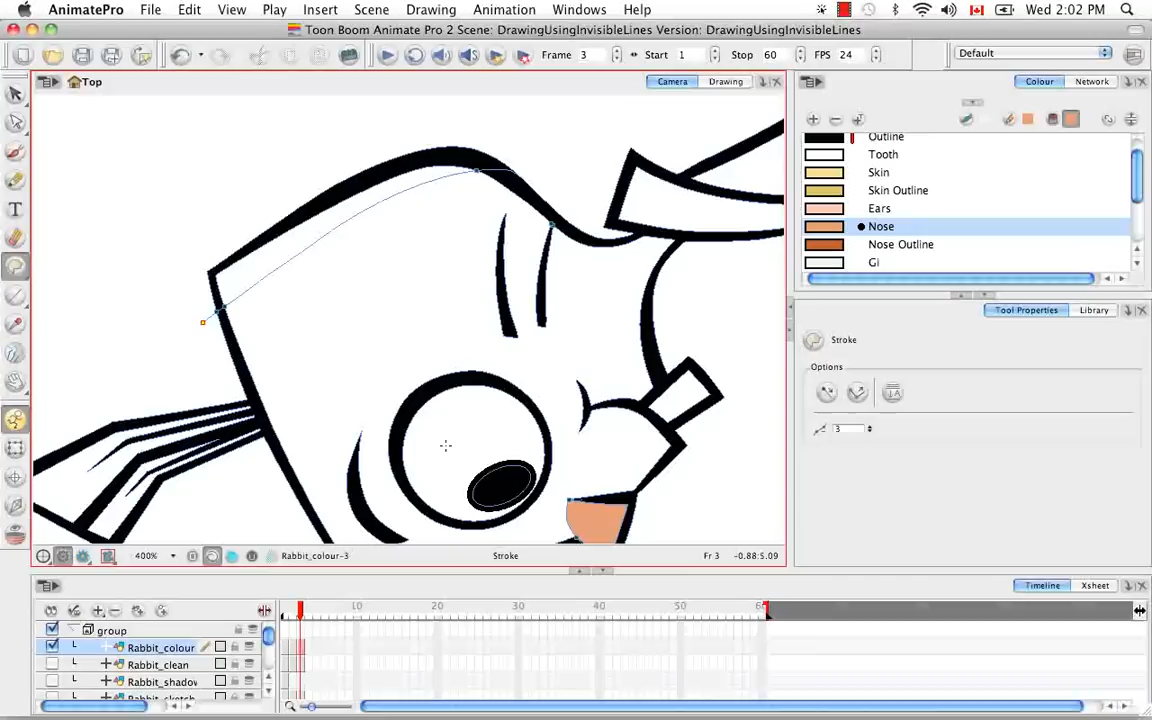 AnimatePro File Edit View Play Insert Scene Drawing Animation Windows Help Wed 2:02 PM
Toon Boom Animate Pro 2 Scene: DrawingUsingInvisibleLines Version: DrawingUsingInvisibleLines
Frame 3 Start 1 Stop 60 FPS 24 Default
Top Camera Drawing Colour Network
Outline
Tooth
Skin
Skin Outline
Ears
Nose
Nose Outline
Gi
Tool Properties Library
Stroke
Options
3
400% Rabbit_colour-3 Stroke Fr 3 -0.88:5.09
Timeline Xsheet
10 20 30 40 50
group
Rabbit_colour
Rabbit_clean
Rabbit_shadow